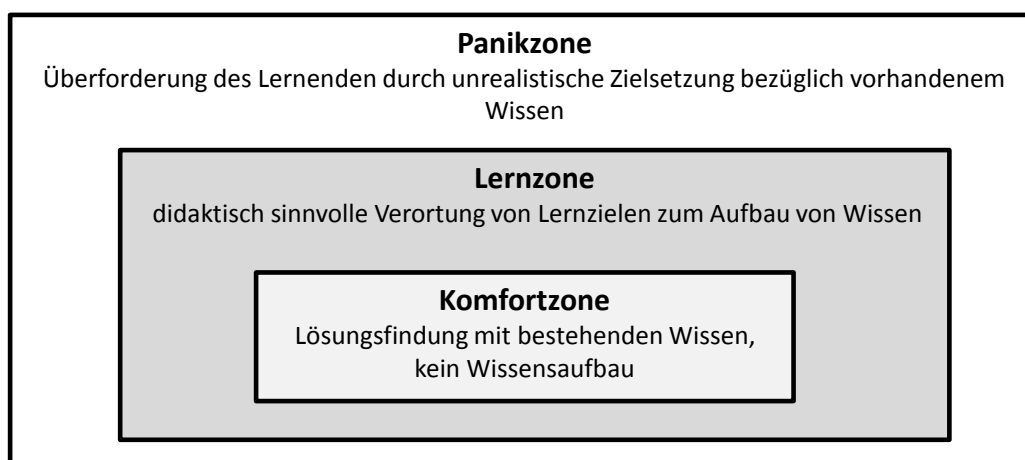 Panikzone
Überforderung des Lernenden durch unrealistische Zielsetzung bezüglich vorhandenem
Wissen
Lernzone
didaktisch sinnvolle Verortung von Lernzielen zum Aufbau von Wissen
Komfortzone
Lösungsfindung mit bestehenden Wissen,
kein Wissensaufbau